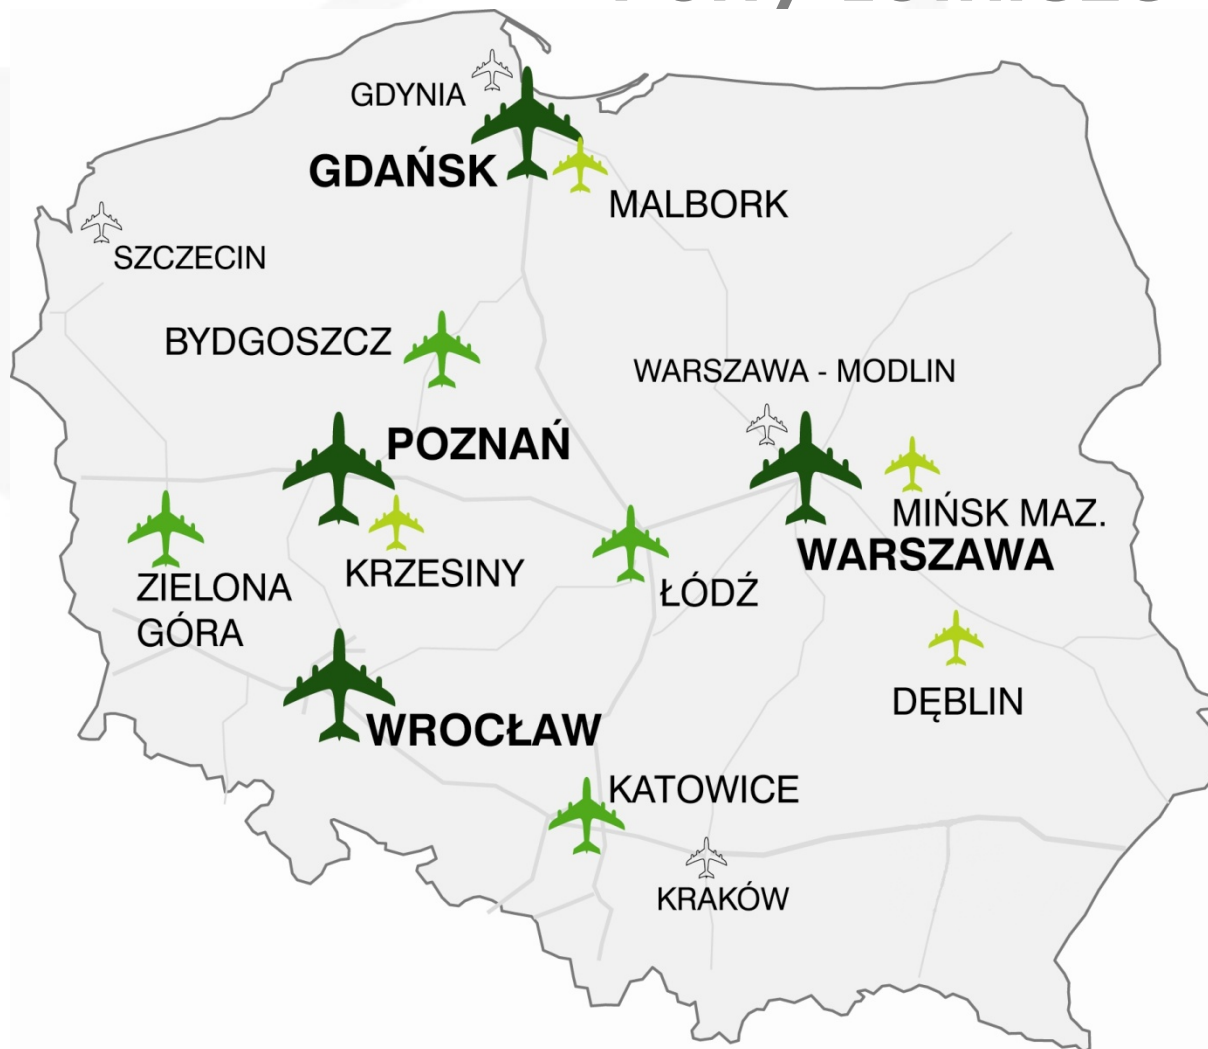 GDYNIA
GDAŃSK
MALBORK
SZCZECIN
BYDGOSZCZ
WARSZAWA - MODLIN
POZNAŃ
MIŃSK MAZ.
WARSZAWA
KRZESINY
ZIELONA
GÓRA
ŁÓDŹ
DĘBLIN
WROCŁAW
KATOWICE
KRAKÓW